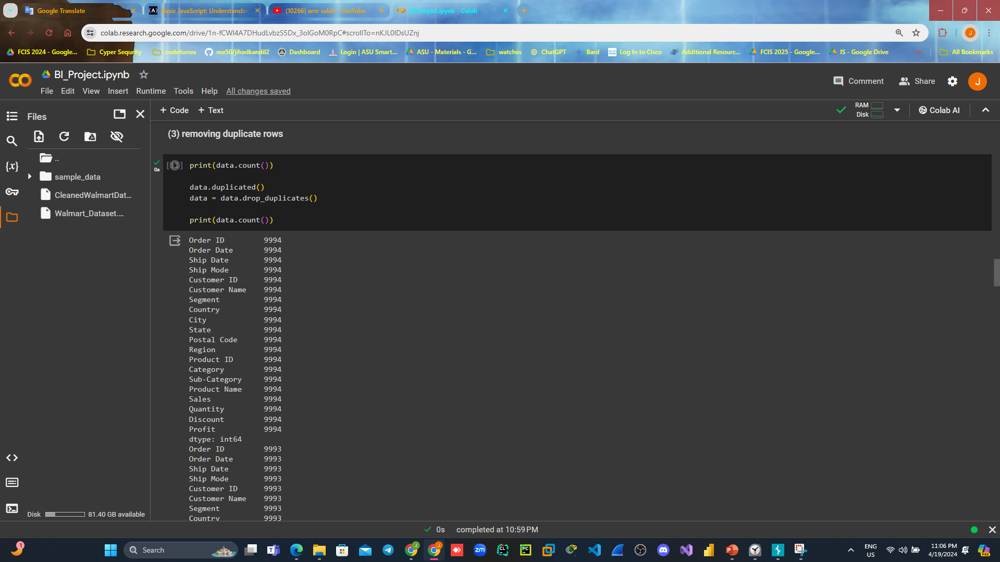 Google Translate
Basic JavaScript: Understandin
(10266) amr salah - YouTube
BI_Project.ipynb - Colab
colab.research.google.com/drive/1n-fCWl4A7DHudLvbzS5Dx_3olGoM0RpC#scrollTo=nKJL0lDsUZnj
FCIS 2024 - Google...
Cyper Sequrity
codeforces
me50/jihadkandil2
Dashboard
Login | ASU Smart...
ASU - Materials - G...
watches
ChatGPT
Bard
Log In to Cisco
Additional Resourc...
FCIS 2025 - Google...
IS - Google Drive
»
All Bookmarks
BI_Project.ipynb
File Edit View Insert Runtime Tools Help All changes saved
Comment
Share
J
Files
+ Code + Text
RAM
Disk
Colab AI
..
sample_data
CleanedWalmartDat...
Walmart_Dataset....
{x}
Disk
81.40 GB available
(3) removing duplicate rows
0s
[11]
print(data.count())
data.duplicated()
data = data.drop_duplicates()
print(data.count())
Order ID 9994
Order Date 9994
Ship Date 9994
Ship Mode 9994
Customer ID 9994
Customer Name 9994
Segment 9994
Country 9994
City 9994
State 9994
Postal Code 9994
Region 9994
Product ID 9994
Category 9994
Sub-Category 9994
Product Name 9994
Sales 9994
Quantity 9994
Discount 9994
Profit 9994
dtype: int64
Order ID 9993
Order Date 9993
Ship Date 9993
Ship Mode 9993
Customer ID 9993
Customer Name 9993
Segment 9993
Country 9993
0s completed at 10:59 PM
1
Search
ENG
US
11:06 PM
4/19/2024